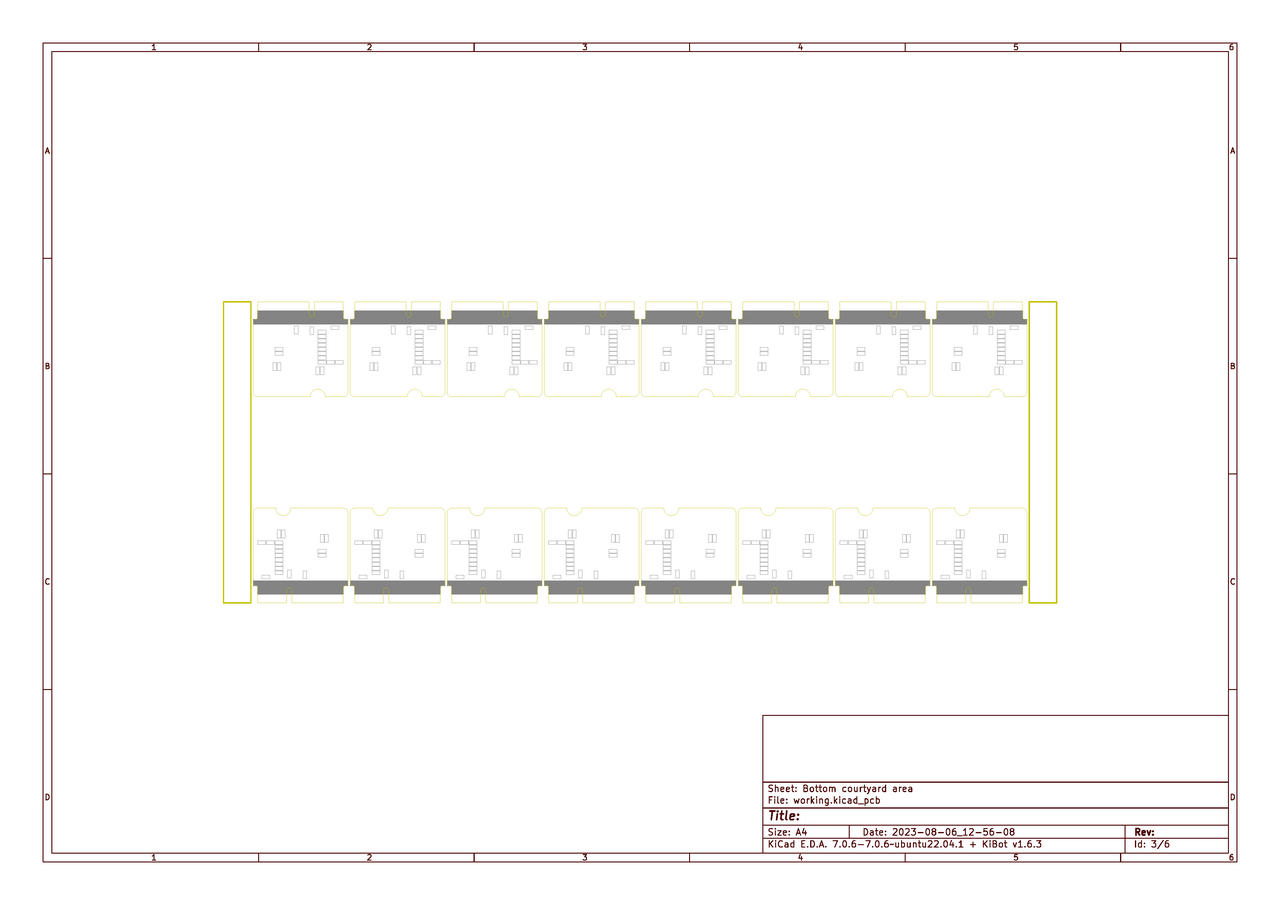 1 2 3 4 5 6
A A
B B
C C
D D
Sheet: Bottom courtyard area
File: working.kicad_pcb
Title:
Size: A4 Date: 2023-08-06_12-56-08 Rev:
KiCad E.D.A. 7.0.6-7.0.6~ubuntu22.04.1 + KiBot v1.6.3 Id: 3/6
1 2 3 4 5 6